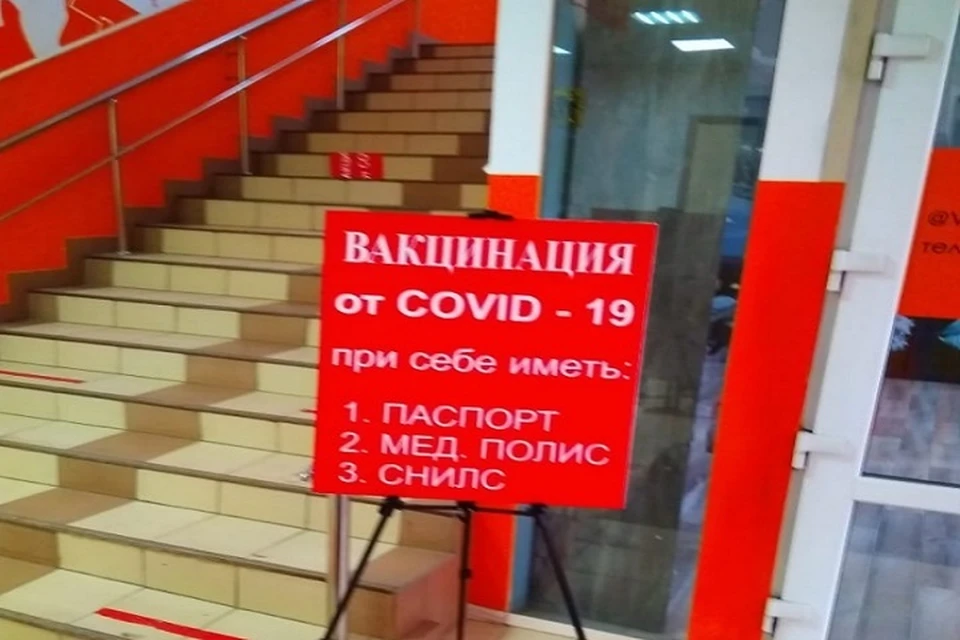 ВАКЦИНАЦИЯ
от COVID - 19
при себе иметь:
1. ПАСПОРТ
2. МЕД. ПОЛИС
3. СНИЛС